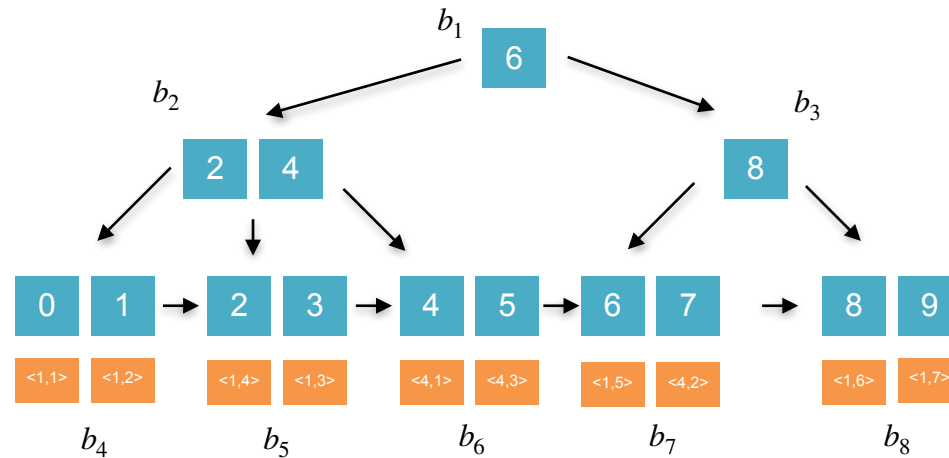 b₁
6
b₂
b₃
2 4
8
0 1 2 3 4 5 6 7 8 9
<1,1> <1,2> <1,4> <1,3> <4,1> <4,3> <1,5> <4,2> <1,6> <1,7>
b₄ b₅ b₆ b₇ b₈